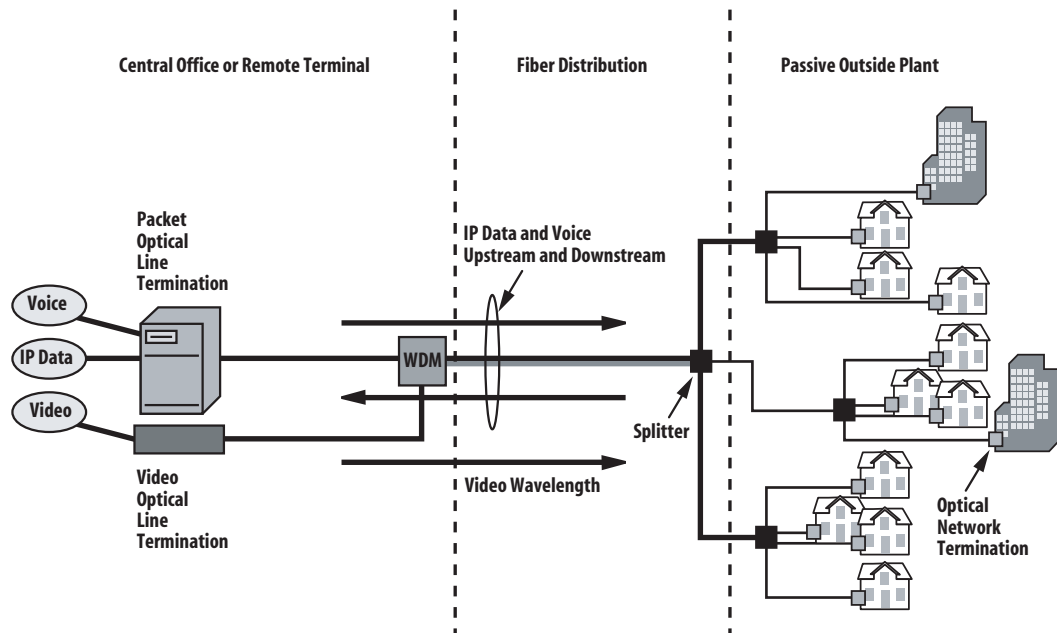 Central Office or Remote Terminal
Fiber Distribution
Passive Outside Plant
Packet
Optical
Line
Termination
IP Data and Voice
Upstream and Downstream
Voice
IP Data
WDM
Video
Splitter
Video
Optical
Line
Termination
Video Wavelength
Optical
Network
Termination